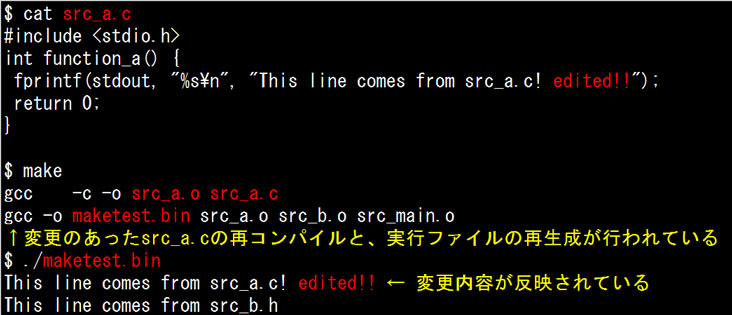 $ cat src_a.c
#include <stdio.h>
int function_a() {
 fprintf(stdout, "%s¥n", "This line comes from src_a.c! edited!!");
 return 0;
}
$ make
gcc    -c -o src_a.o src_a.c
gcc -o maketest.bin src_a.o src_b.o src_main.o
↑変更のあったsrc_a.cの再コンパイルと、実行ファイルの再生成が行われている
$ ./maketest.bin
This line comes from src_a.c! edited!! ← 変更内容が反映されている
This line comes from src_b.h